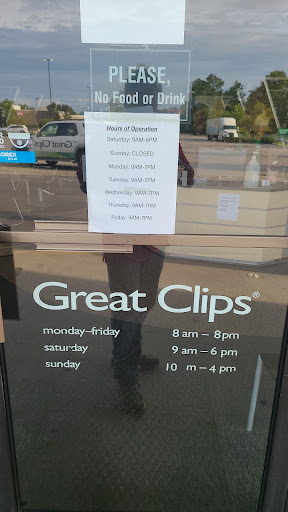 PLEASE,
No Food or Drink
Hours of Operation
Saturday: 9AM-6PM
Sunday: CLOSED
Monday: 9AM-7PM
Tuesday: 9AM-7PM
Wednesday: 9AM-7PM
Thursday: 9AM-7PM
Friday: 9AM-7PM
Great Clips®
monday–friday 8 am – 8 pm
saturday 9 am – 6 pm
sunday 10 m – 4 pm